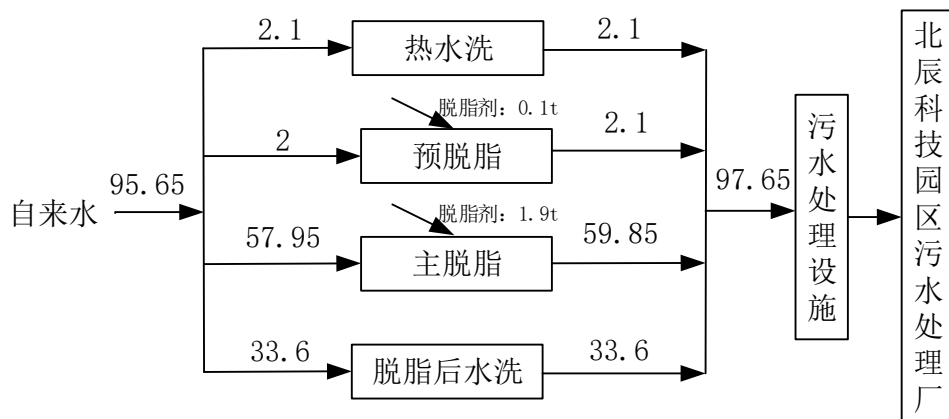 2.1
热水洗
2.1
脱脂剂：0.1t
2
预脱脂
2.1
自来水
95.65
脱脂剂：1.9t
57.95
主脱脂
59.85
33.6
脱脂后水洗
33.6
97.65
污水处理设施
北辰科技园区污水处理厂